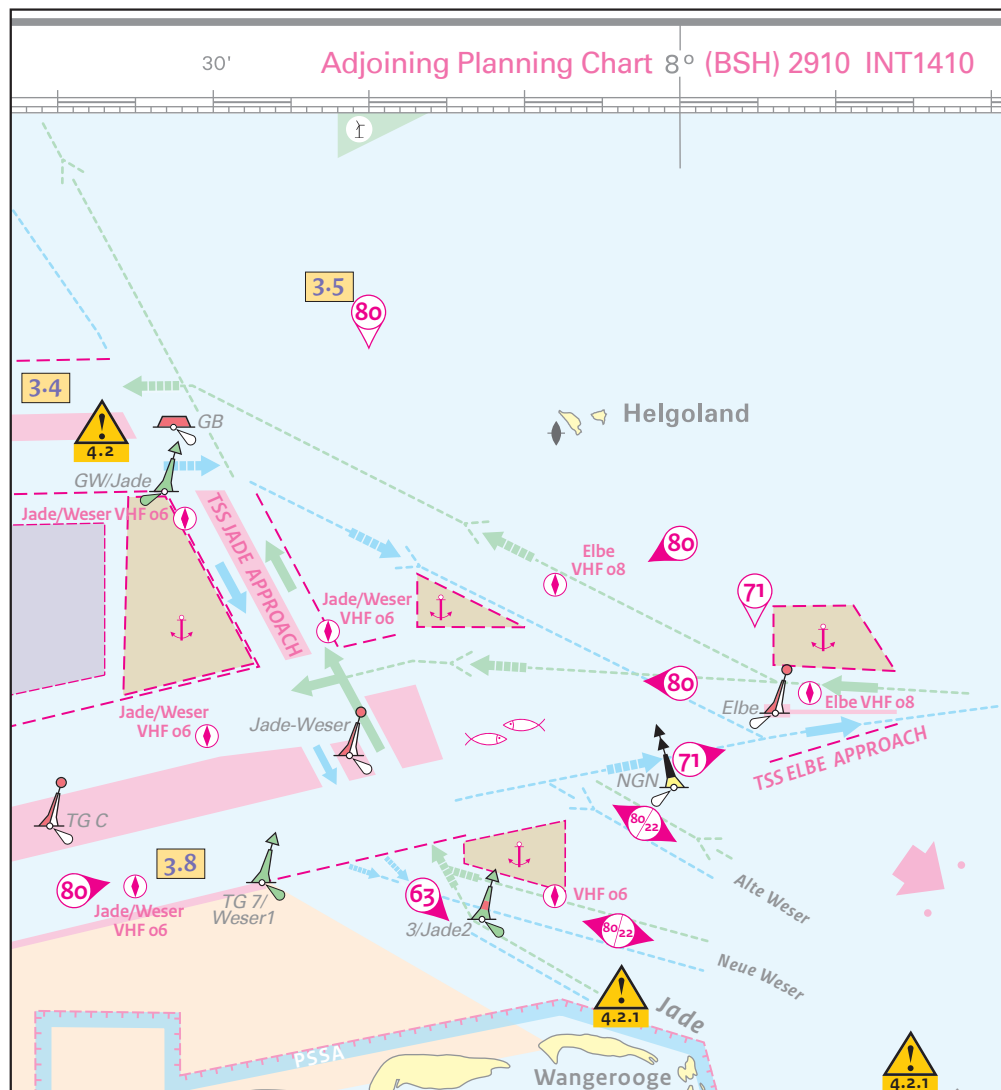 30'
Adjoining Planning Chart 8° (BSH) 2910 INT1410
3.5
80
3.4
4.2
GB
Helgoland
GW/Jade
Jade/Weser VHF 06
TSS JADE APPROACH
Elbe
VHF 08
80
71
Jade/Weser
VHF 06
80
Elbe
Elbe VHF 08
Jade/Weser
VHF 06
Jade-Weser
TSS ELBE APPROACH
71
NGN
TG C
80/22
3.8
80
Jade/Weser
VHF 06
TG 7/
Weser1
63
3/Jade2
VHF 06
80/22
Alte Weser
Neue Weser
4.2.1
Jade
PSSA
Wangerooge
4.2.1